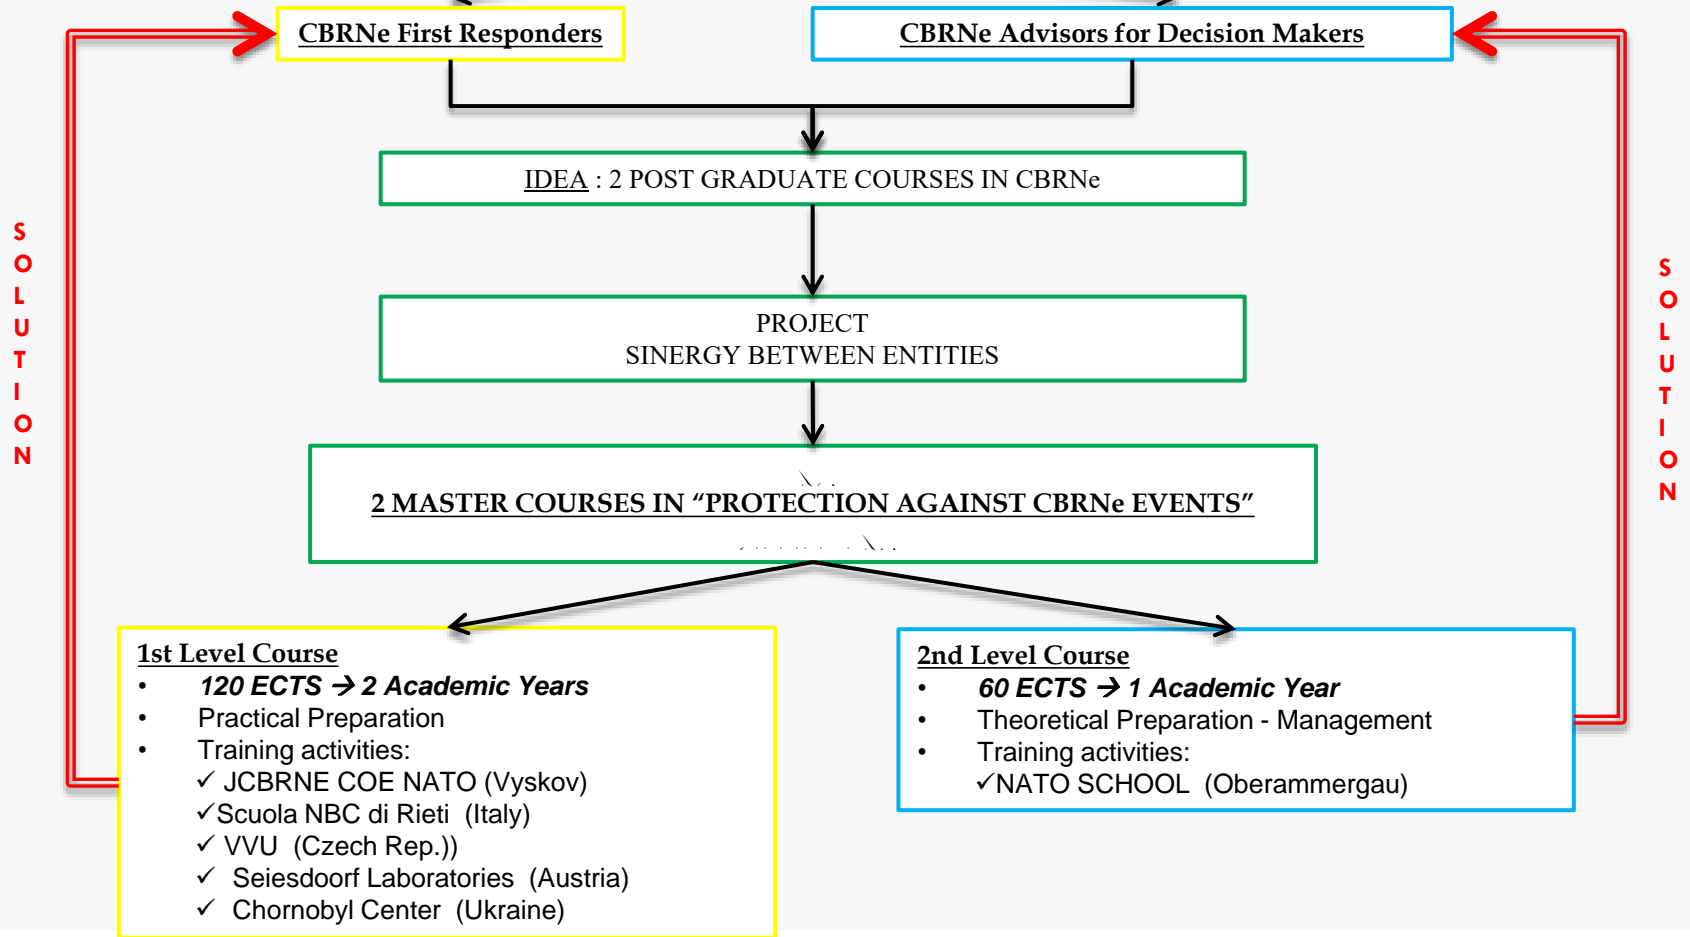 CBRNe First Responders
CBRNe Advisors for Decision Makers
IDEA : 2 POST GRADUATE COURSES IN CBRNe
PROJECT
SINERGY BETWEEN ENTITIES
2 MASTER COURSES IN “PROTECTION AGAINST CBRNe EVENTS”
S
O
L
U
T
I
O
N
S
O
L
U
T
I
O
N
1st Level Course
• 120 ECTS → 2 Academic Years
• Practical Preparation
• Training activities:
✓ JCBRNE COE NATO (Vyskov)
✓Scuola NBC di Rieti (Italy)
✓ VVU (Czech Rep.))
✓ Seiesdoorf Laboratories (Austria)
✓ Chornobyl Center (Ukraine)
2nd Level Course
• 60 ECTS → 1 Academic Year
• Theoretical Preparation - Management
• Training activities:
✓NATO SCHOOL (Oberammergau)